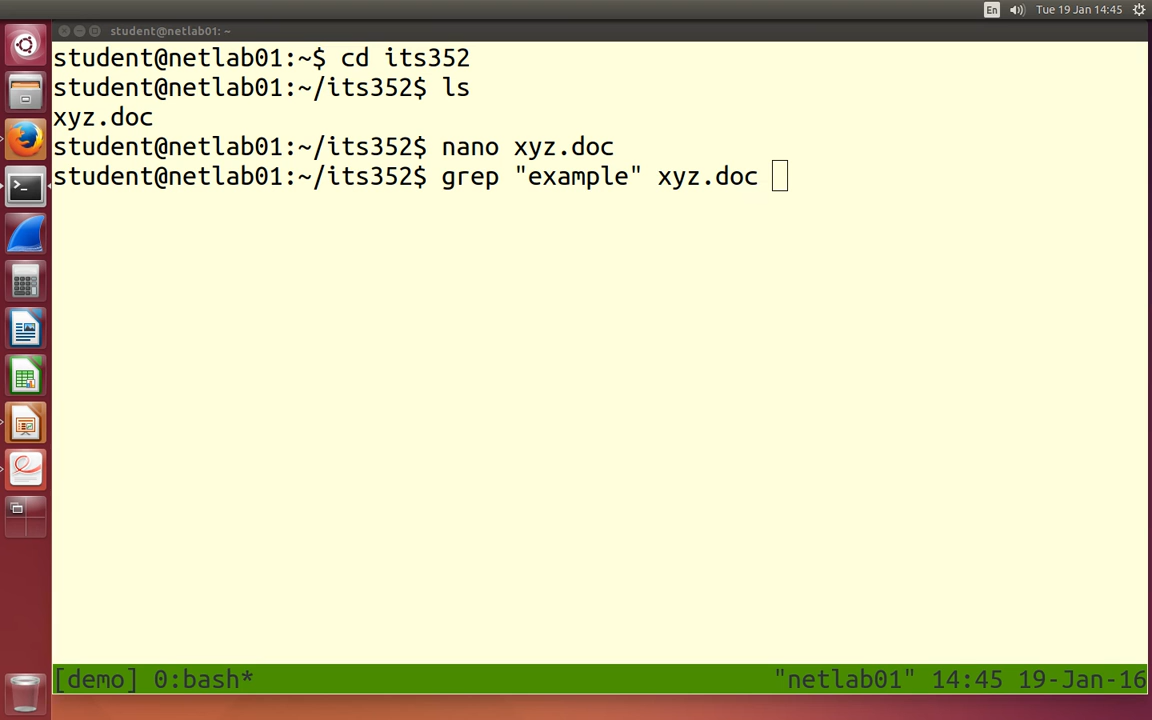 En
Tue 19 Jan 14:45
student@netlab01: ~
student@netlab01:~$ cd its352
student@netlab01:~/its352$ ls
xyz.doc
student@netlab01:~/its352$ nano xyz.doc
student@netlab01:~/its352$ grep "example" xyz.doc
[demo] 0:bash*
"netlab01" 14:45 19-Jan-16